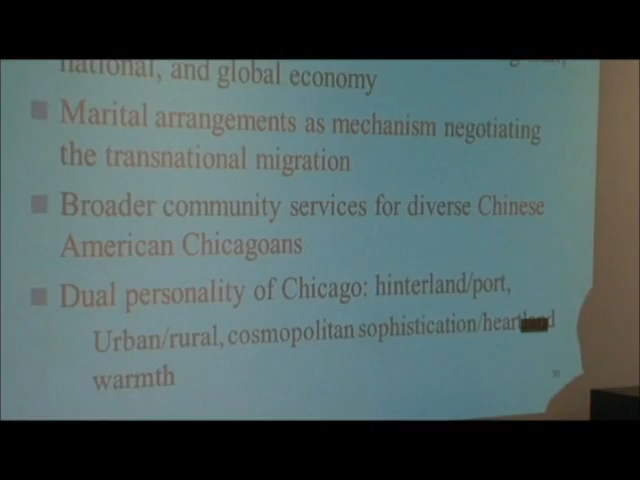 national, and global economy
Marital arrangements as mechanism negotiating
the transnational migration
Broader community services for diverse Chinese
American Chicagoans
Dual personality of Chicago: hinterland/port,
Urban/rural, cosmopolitan sophistication/heartland
warmth